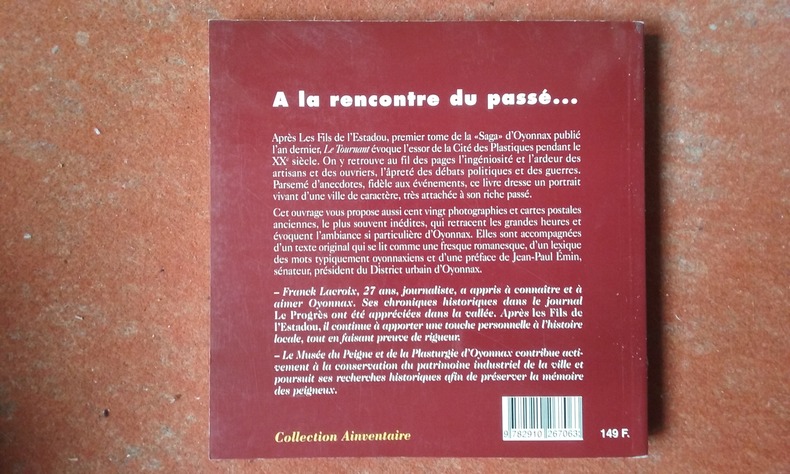 A la rencontre du passé...
Après Les Fils de l'Estadou, premier tome de la «Saga» d'Oyonnax publié
l'an dernier, Le Tournant évoque l'essor de la Cité des Plastiques pendant le
XXe siècle. On y retrouve au fil des pages l'ingéniosité et l'ardeur des
artisans et des ouvriers, l'âpreté des débats politiques et des guerres.
Parsemé d'anecdotes, fidèle aux événements, ce livre dresse un portrait
vivant d'une ville de caractère, très attachée à son riche passé.
Cet ouvrage vous propose aussi cent vingt photographies et cartes postales
anciennes, le plus souvent inédites, qui retracent les grandes heures et
évoquent l'ambiance si particulière d'Oyonnax. Elles sont accompagnées
d'un texte original qui se lit comme une fresque romanesque, d'un lexique
des mots typiquement oyonnaxiens et d'une préface de Jean-Paul Émin,
sénateur, président du District urbain d'Oyonnax.
– Franck Lacroix, 27 ans, journaliste, a appris à connaître et à
aimer Oyonnax. Ses chroniques historiques dans le journal
Le Progrès ont été appréciées dans la vallée. Après les Fils de
l'Estadou, il continue à apporter une touche personnelle à l'histoire
locale, tout en faisant preuve de rigueur.
– Le Musée du Peigne et de la Plasturgie d'Oyonnax contribue acti-
vement à la conservation du patrimoine industriel de la ville et
poursuit ses recherches historiques afin de préserver la mémoire
des peigneux.
9 782910 267063
Collection Ainventaire
149 F.